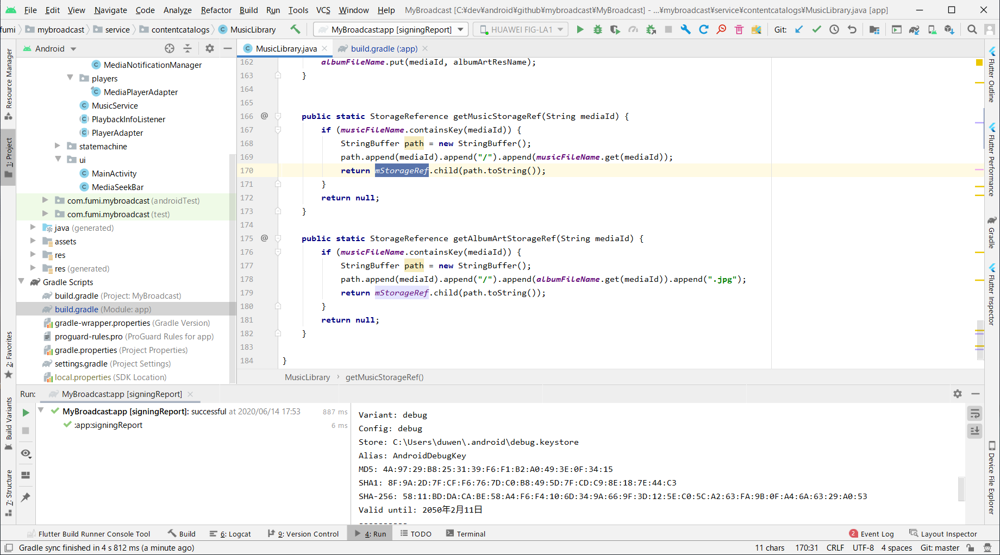 File Edit View Navigate Code Analyze Refactor Build Run Tools VCS Window Help MyBroadcast [C:¥dev¥android¥github¥mybroadcast¥MyBroadcast] - ...¥mybroadcast¥service¥contentcatalogs¥MusicLibrary.java [app]
fumi mybroadcast service contentcatalogs MusicLibrary MyBroadcast:app [signingReport] HUAWEI FIG-LA1 Git:
Android
MusicLibrary.java build.gradle (:app)
Resource Manager
1: Project
2: Favorites
Build Variants
7: Structure
MediaNotificationManager
players
MediaPlayerAdapter
MusicService
PlaybackInfoListener
PlayerAdapter
statemachine
ui
MainActivity
MediaSeekBar
com.fumi.mybroadcast (androidTest)
com.fumi.mybroadcast (test)
java (generated)
assets
res
res (generated)
Gradle Scripts
build.gradle (Project: MyBroadcast)
build.gradle (Module: app)
gradle-wrapper.properties (Gradle Version)
proguard-rules.pro (ProGuard Rules for app)
gradle.properties (Project Properties)
settings.gradle (Project Settings)
local.properties (SDK Location)
162 albumFileName.put(mediaId, albumArtResName);
163 }
164
165
166 @ public static StorageReference getMusicStorageRef(String mediaId) {
167 if (musicFileName.containsKey(mediaId)) {
168 StringBuffer path = new StringBuffer();
169 path.append(mediaId).append("/").append(musicFileName.get(mediaId));
170 return mStorageRef.child(path.toString());
171 }
172 return null;
173 }
174
175 @ public static StorageReference getAlbumArtStorageRef(String mediaId) {
176 if (musicFileName.containsKey(mediaId)) {
177 StringBuffer path = new StringBuffer();
178 path.append(mediaId).append("/").append(albumFileName.get(mediaId)).append(".jpg");
179 return mStorageRef.child(path.toString());
180 }
181 return null;
182 }
183
184 }
MusicLibrary › getMusicStorageRef()
Flutter Outline
Flutter Performance
Gradle
Flutter Inspector
Device File Explorer
Run: MyBroadcast:app [signingReport]
MyBroadcast:app [signingReport]: successful at 2020/06/14 17:53 887 ms
:app:signingReport 6 ms
Variant: debug
Config: debug
Store: C:\Users\duwen\.android\debug.keystore
Alias: AndroidDebugKey
MD5: 4A:97:29:B8:25:31:39:F6:F1:B2:A0:49:3E:0F:34:15
SHA1: 8F:9A:2D:7F:CF:F6:76:7D:C0:B8:49:5D:7F:CD:C9:8E:18:7E:44:C3
SHA-256: 58:11:BD:DA:CA:BE:58:A4:F6:F4:10:6D:34:9A:66:9F:3D:12:5E:C0:5C:A2:63:FA:9B:0F:A4:6A:63:29:A0:53
Valid until: 2050年2月11日
----------
Flutter Build Runner Console Tool Build 6: Logcat 9: Version Control 4: Run TODO Terminal 2 Event Log Layout Inspector
Gradle sync finished in 4 s 812 ms (a minute ago) 11 chars 170:31 CRLF UTF-8 4 spaces Git: master